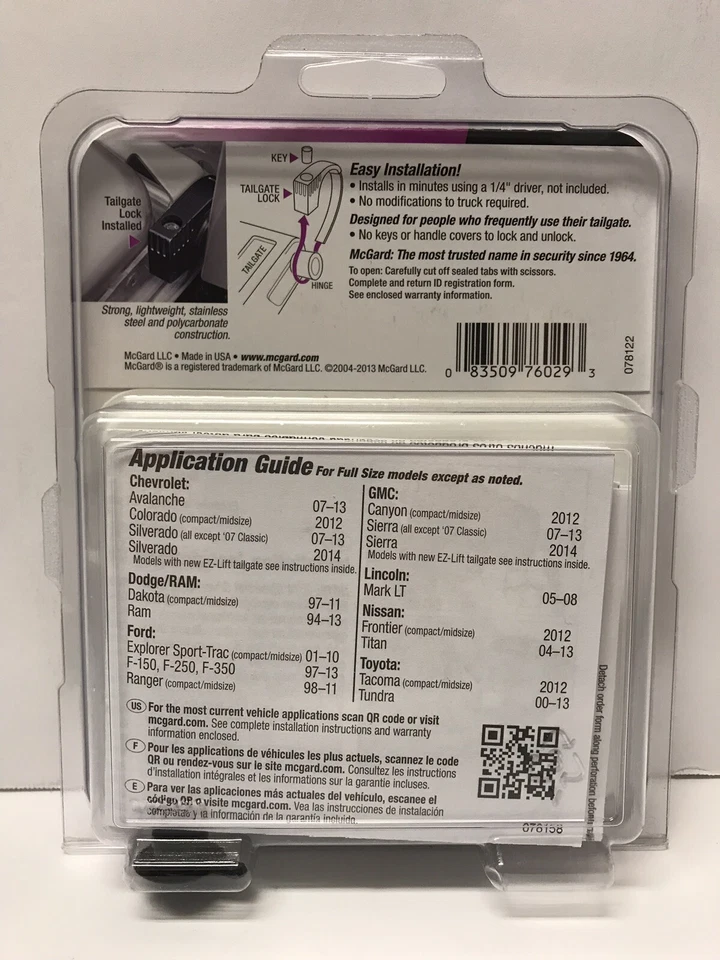 KEY
TAILGATE
LOCK
TAILGATE
HINGE
Tailgate
Lock
Installed
Strong, lightweight, stainless
steel and polycarbonate
construction.
Easy Installation!
• Installs in minutes using a 1/4" driver, not included.
• No modifications to truck required.
Designed for people who frequently use their tailgate.
• No keys or handle covers to lock and unlock.
McGard: The most trusted name in security since 1964.
To open: Carefully cut off sealed tabs with scissors.
Complete and return ID registration form.
See enclosed warranty information.
McGard LLC • Made in USA • www.mcgard.com
McGard® is a registered trademark of McGard LLC. ©2004-2013 McGard LLC.
0 83509 76029 3
078122
Application Guide For Full Size models except as noted.
Chevrolet:
Avalanche 07–13
Colorado (compact/midsize) 2012
Silverado (all except '07 Classic) 07–13
Silverado 2014
Models with new EZ-Lift tailgate see instructions inside.
Dodge/RAM:
Dakota (compact/midsize) 97–11
Ram 94–13
Ford:
Explorer Sport-Trac (compact/midsize) 01–10
F-150, F-250, F-350 97–13
Ranger (compact/midsize) 98–11
GMC:
Canyon (compact/midsize) 2012
Sierra (all except '07 Classic) 07–13
Sierra 2014
Models with new EZ-Lift tailgate see instructions inside.
Lincoln:
Mark LT 05–08
Nissan:
Frontier (compact/midsize) 2012
Titan 04–13
Toyota:
Tacoma (compact/midsize) 2012
Tundra 00–13
US For the most current vehicle applications scan QR code or visit
mcgard.com. See complete installation instructions and warranty
information enclosed.
F Pour les applications de véhicules les plus actuels, scannez le code
QR ou rendez-vous sur le site mcgard.com. Consultez les instructions
d'installation intégrales et les informations sur la garantie incluses.
E Para ver las aplicaciones más actuales del vehículo, escanee el
código QR o visite mcgard.com. Vea las instrucciones de instalación
completas y la información de la garantía incluida.
078158
Detach order form along perforation before